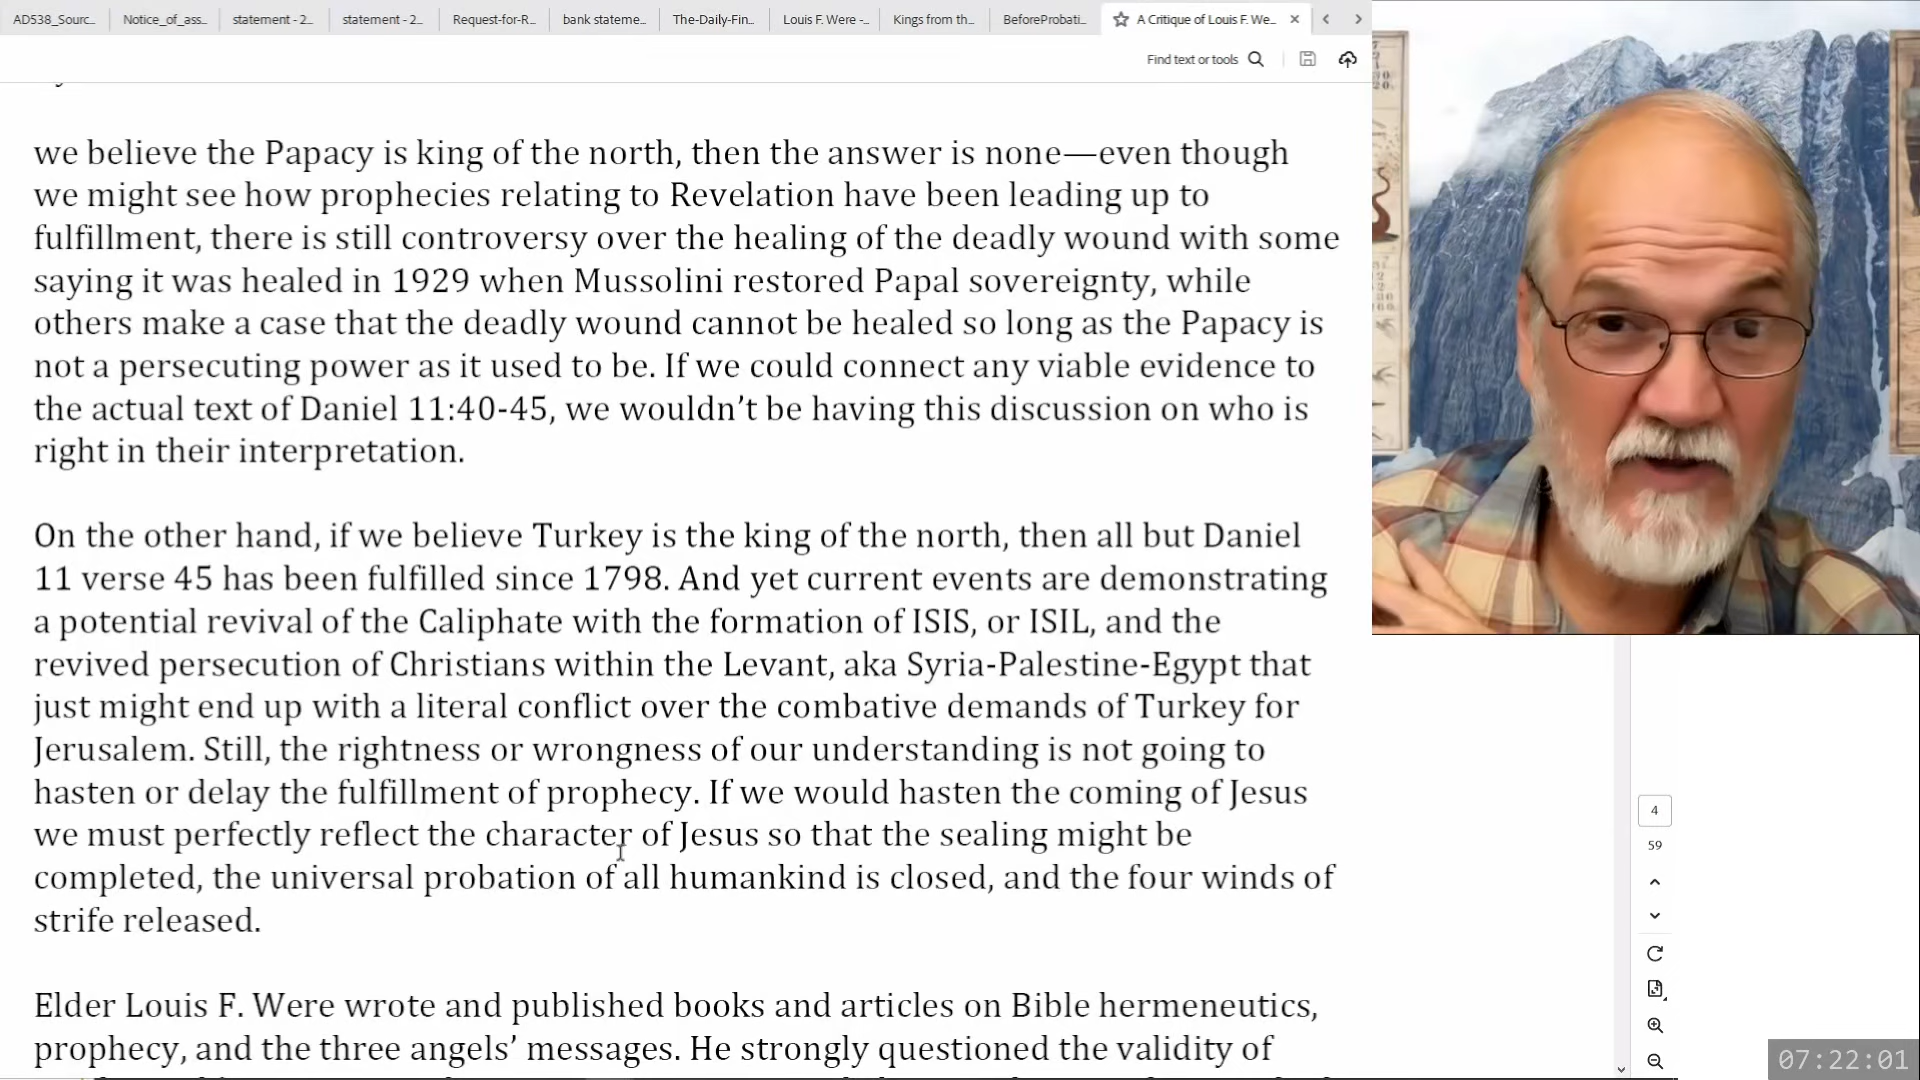 AD538_Sourc...
Notice_of_ass...
statement - 2...
statement - 2...
Request-for-R...
bank stateme...
The-Daily-Fin...
Louis F. Were -...
Kings from th...
BeforeProbati...
A Critique of Louis F. We...
Find text or tools
we believe the Papacy is king of the north, then the answer is none—even though
we might see how prophecies relating to Revelation have been leading up to
fulfillment, there is still controversy over the healing of the deadly wound with some
saying it was healed in 1929 when Mussolini restored Papal sovereignty, while
others make a case that the deadly wound cannot be healed so long as the Papacy is
not a persecuting power as it used to be. If we could connect any viable evidence to
the actual text of Daniel 11:40-45, we wouldn't be having this discussion on who is
right in their interpretation.
On the other hand, if we believe Turkey is the king of the north, then all but Daniel
11 verse 45 has been fulfilled since 1798. And yet current events are demonstrating
a potential revival of the Caliphate with the formation of ISIS, or ISIL, and the
revived persecution of Christians within the Levant, aka Syria-Palestine-Egypt that
just might end up with a literal conflict over the combative demands of Turkey for
Jerusalem. Still, the rightness or wrongness of our understanding is not going to
hasten or delay the fulfillment of prophecy. If we would hasten the coming of Jesus
we must perfectly reflect the character of Jesus so that the sealing might be
completed, the universal probation of all humankind is closed, and the four winds of
strife released.
Elder Louis F. Were wrote and published books and articles on Bible hermeneutics,
prophecy, and the three angels' messages. He strongly questioned the validity of
4
59
07:22:01